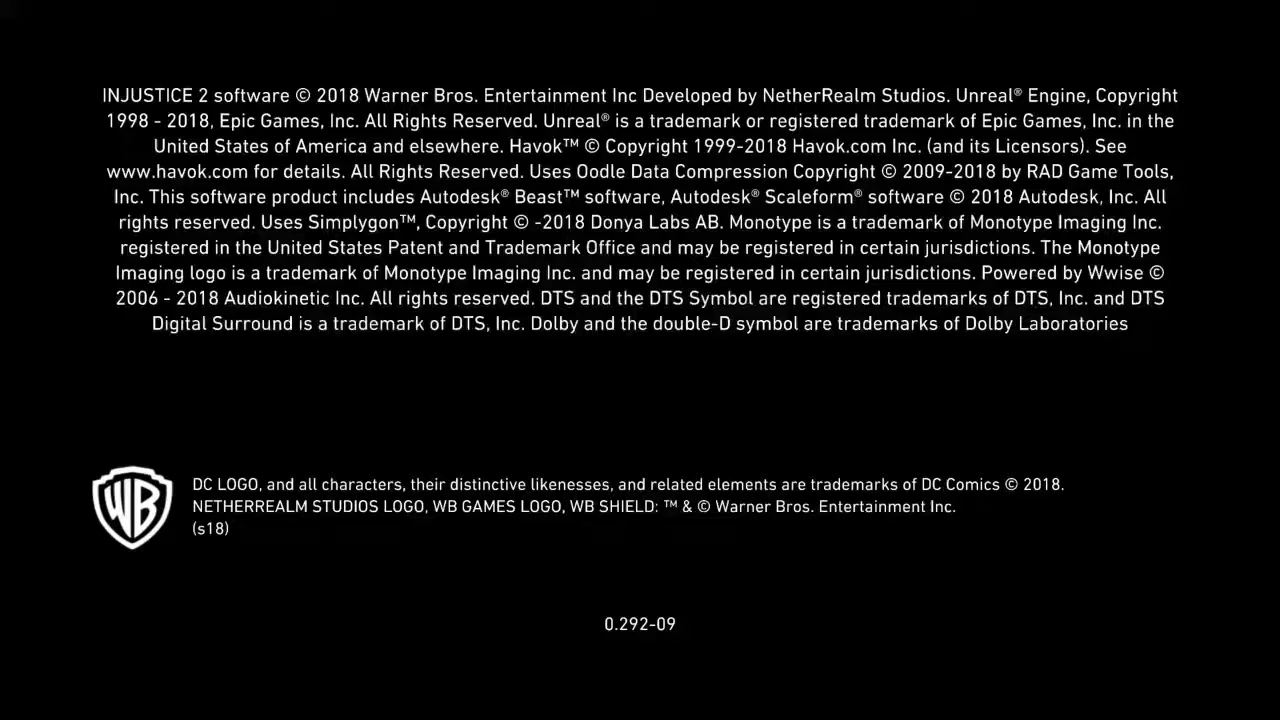 INJUSTICE 2 software © 2018 Warner Bros. Entertainment Inc Developed by NetherRealm Studios. Unreal® Engine, Copyright
1998 - 2018, Epic Games, Inc. All Rights Reserved. Unreal® is a trademark or registered trademark of Epic Games, Inc. in the
United States of America and elsewhere. Havok™ © Copyright 1999-2018 Havok.com Inc. (and its Licensors). See
www.havok.com for details. All Rights Reserved. Uses Oodle Data Compression Copyright © 2009-2018 by RAD Game Tools,
Inc. This software product includes Autodesk® Beast™ software, Autodesk® Scaleform® software © 2018 Autodesk, Inc. All
rights reserved. Uses Simplygon™, Copyright © -2018 Donya Labs AB. Monotype is a trademark of Monotype Imaging Inc.
registered in the United States Patent and Trademark Office and may be registered in certain jurisdictions. The Monotype
Imaging logo is a trademark of Monotype Imaging Inc. and may be registered in certain jurisdictions. Powered by Wwise ©
2006 - 2018 Audiokinetic Inc. All rights reserved. DTS and the DTS Symbol are registered trademarks of DTS, Inc. and DTS
Digital Surround is a trademark of DTS, Inc. Dolby and the double-D symbol are trademarks of Dolby Laboratories
WB
DC LOGO, and all characters, their distinctive likenesses, and related elements are trademarks of DC Comics © 2018.
NETHERREALM STUDIOS LOGO, WB GAMES LOGO, WB SHIELD: ™ & © Warner Bros. Entertainment Inc.
(s18)
0.292-09